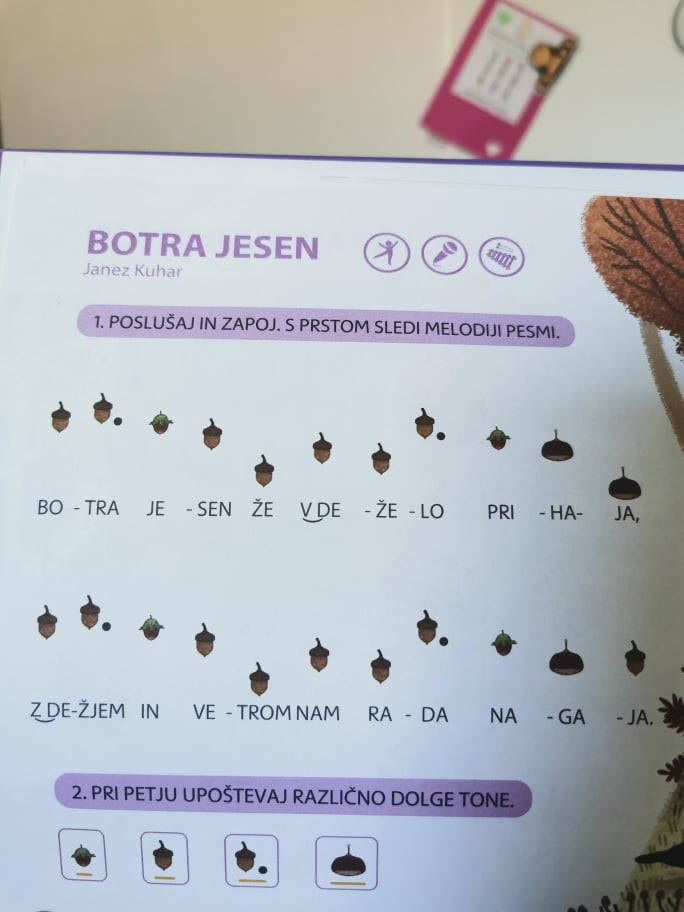 BOTRA JESEN
Janez Kuhar
1. POSLUŠAJ IN ZAPOJ. S PRSTOM SLEDI MELODIJI PESMI.
BO - TRA JE - SEN ŽE V DE - ŽE - LO PRI - HA- JA,
Z DE-ŽJEM IN VE - TROM NAM RA - DA NA - GA - JA.
2. PRI PETJU UPOŠTEVAJ RAZLIČNO DOLGE TONE.